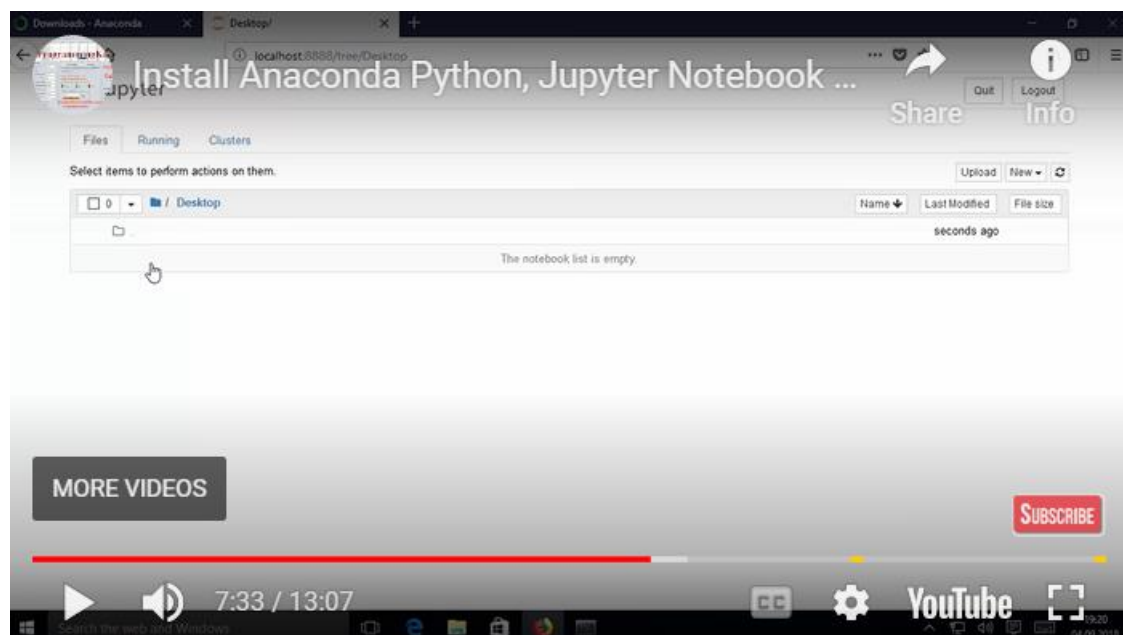 Downloads - Anaconda
Desktop/
localhost:8888/tree/Desktop
Install Anaconda Python, Jupyter Notebook ...
Share
Info
Quit
Logout
Files
Running
Clusters
Select items to perform actions on them.
Upload
New
0
/ Desktop
Name
Last Modified
File size
..
seconds ago
The notebook list is empty.
MORE VIDEOS
SUBSCRIBE
7:33 / 13:07
CC
YouTube
Search the web and Windows
19:20